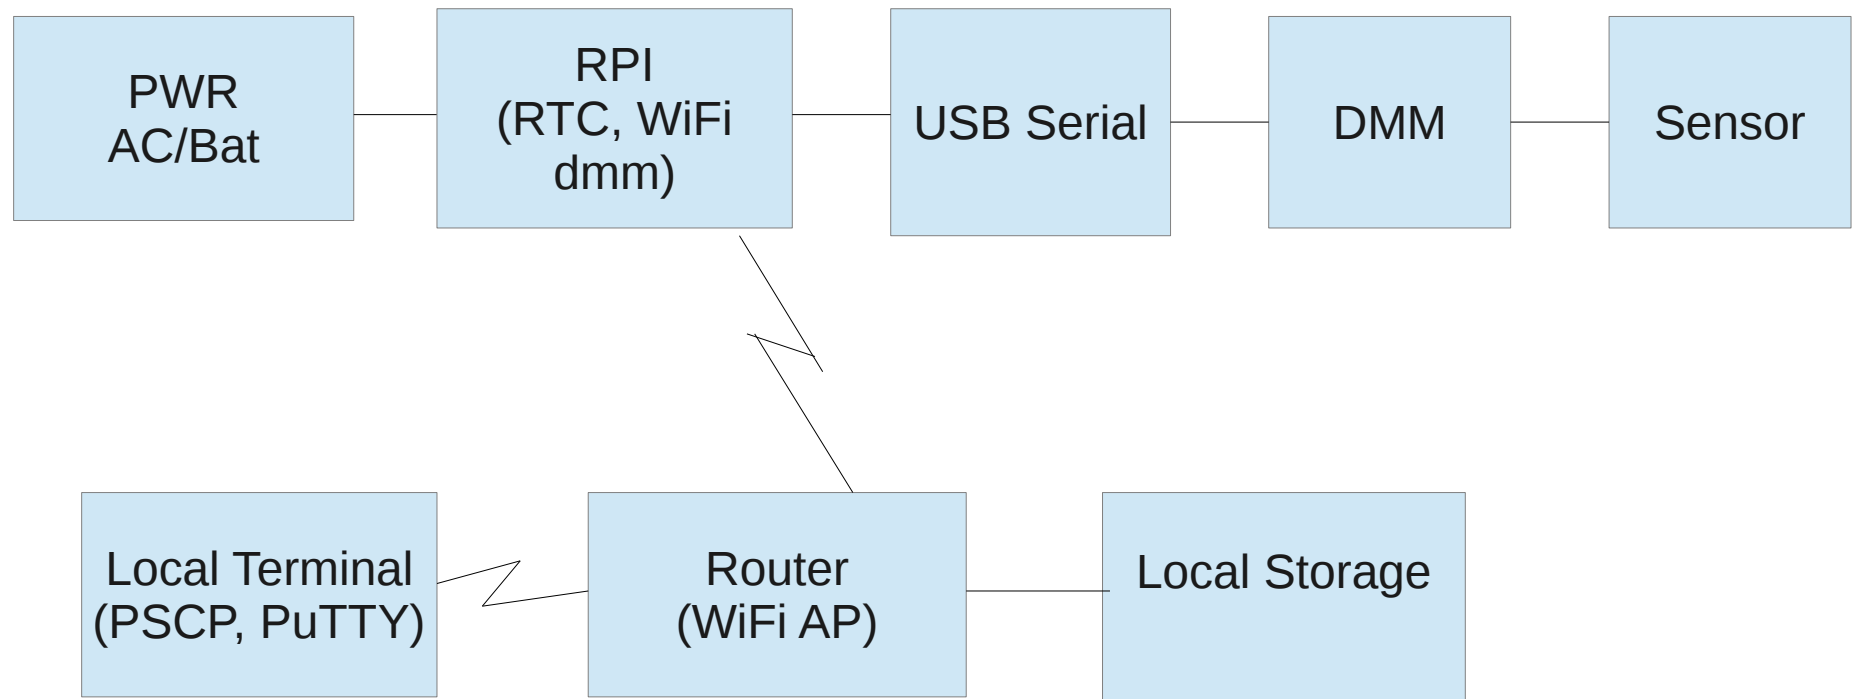 PWR
AC/Bat
RPI
(RTC, WiFi
dmm)
USB Serial
DMM
Sensor
Local Terminal
(PSCP, PuTTY)
Router
(WiFi AP)
Local Storage